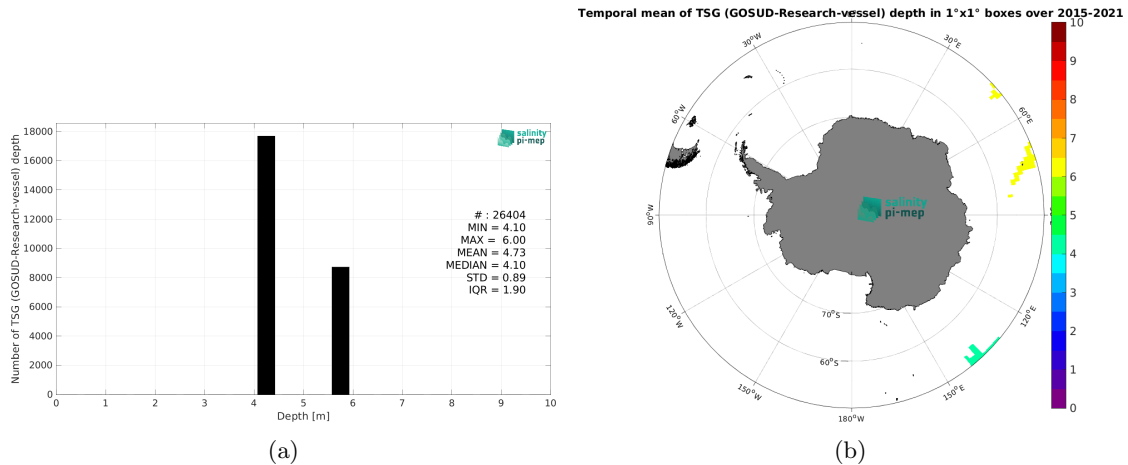 Temporal mean of TSG (GOSUD-Research-vessel) depth in 1°x1° boxes over 2015-2021
Number of TSG (GOSUD-Research-vessel) depth
18000
16000
14000
12000
10000
8000
6000
4000
2000
0
0 1 2 3 4 5 6 7 8 9 10
Depth [m]
salinity
pi-mep
# : 26404
MIN = 4.10
MAX = 6.00
MEAN = 4.73
MEDIAN = 4.10
STD = 0.89
IQR = 1.90
(a)
30°W
30°E
60°W
60°E
90°W
salinity
pi-mep
120°W
120°E
70°S
60°S
150°W
150°E
180°W
10
9
8
7
6
5
4
3
2
1
0
(b)